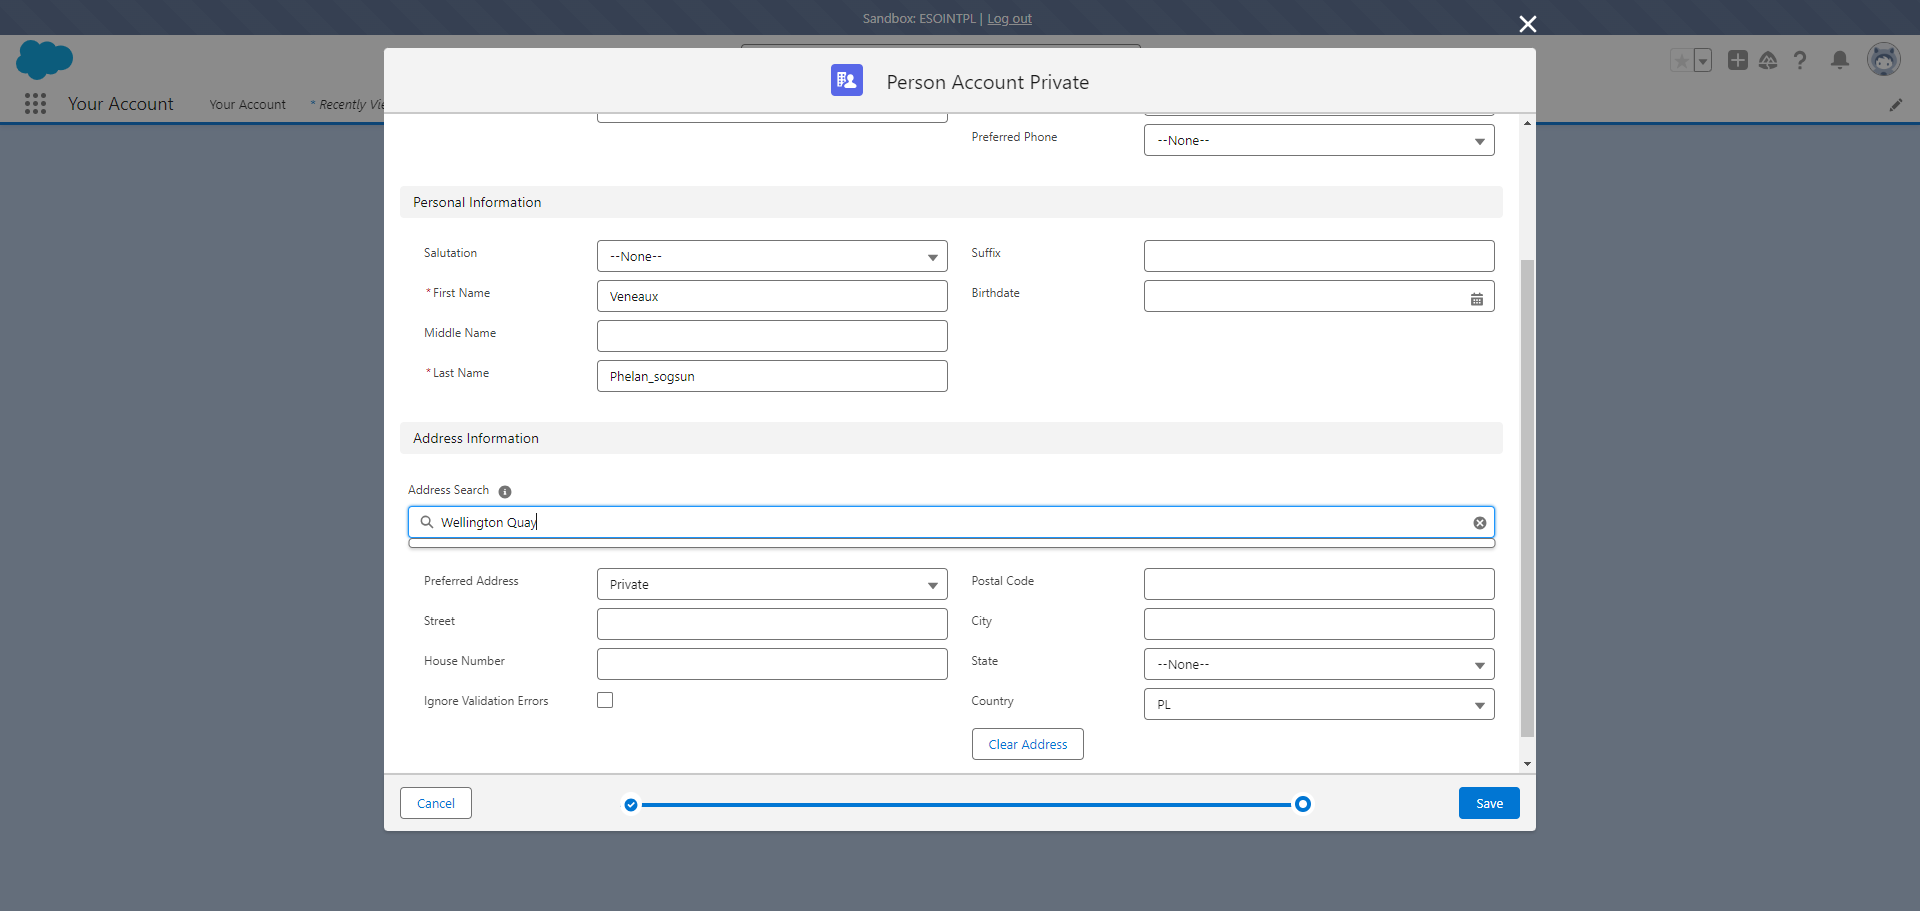 Sandbox: ESOINTPL | Log out
Person Account Private
Your Account
Your Account
* Recently Vi
Preferred Phone
--None--
Personal Information
Salutation
--None--
Suffix
*First Name
Veneaux
Birthdate
Middle Name
*Last Name
Phelan_sogsun
Address Information
Address Search
Wellington Quay
Preferred Address
Private
Postal Code
Street
City
House Number
State
--None--
Ignore Validation Errors
Country
PL
Clear Address
Cancel
Save